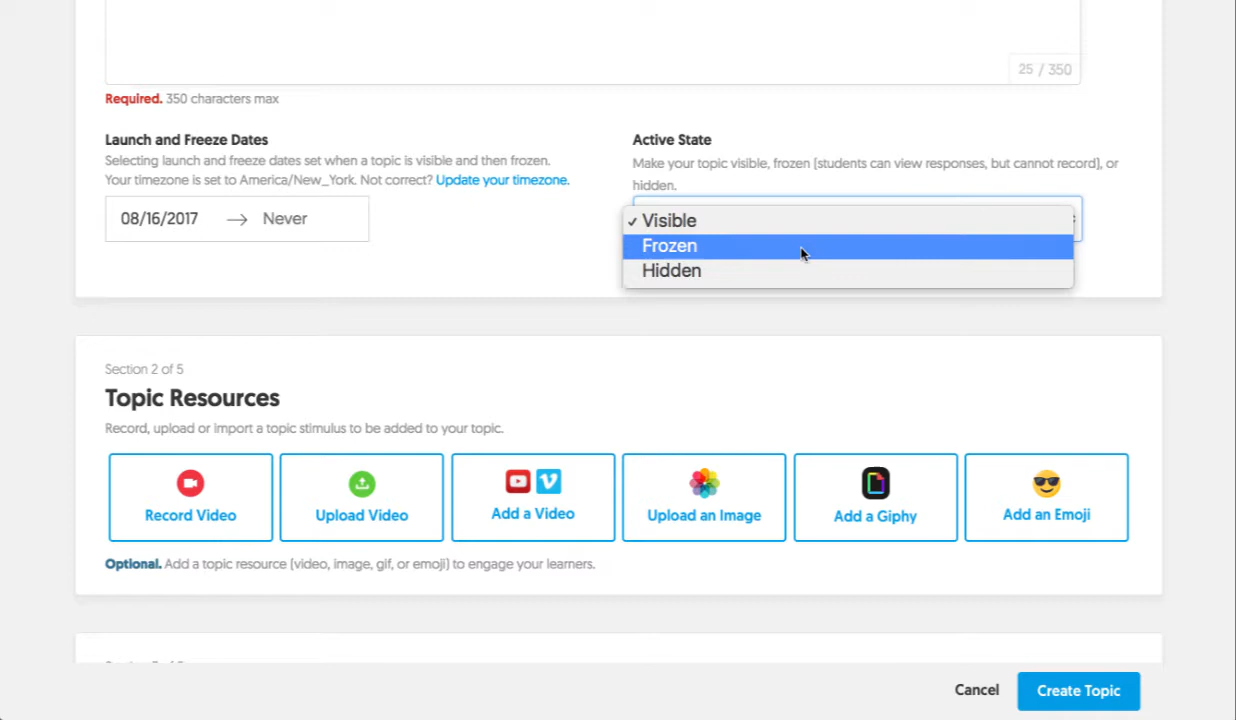 25 / 350
Required. 350 characters max
Launch and Freeze Dates
Selecting launch and freeze dates set when a topic is visible and then frozen.
Your timezone is set to America/New_York. Not correct? Update your timezone.
08/16/2017 → Never
Active State
Make your topic visible, frozen [students can view responses, but cannot record], or
hidden.
✓ Visible
Frozen
Hidden
Section 2 of 5
Topic Resources
Record, upload or import a topic stimulus to be added to your topic.
Record Video
Upload Video
Add a Video
Upload an Image
Add a Giphy
Add an Emoji
Optional. Add a topic resource [video, image, gif, or emoji] to engage your learners.
Cancel
Create Topic